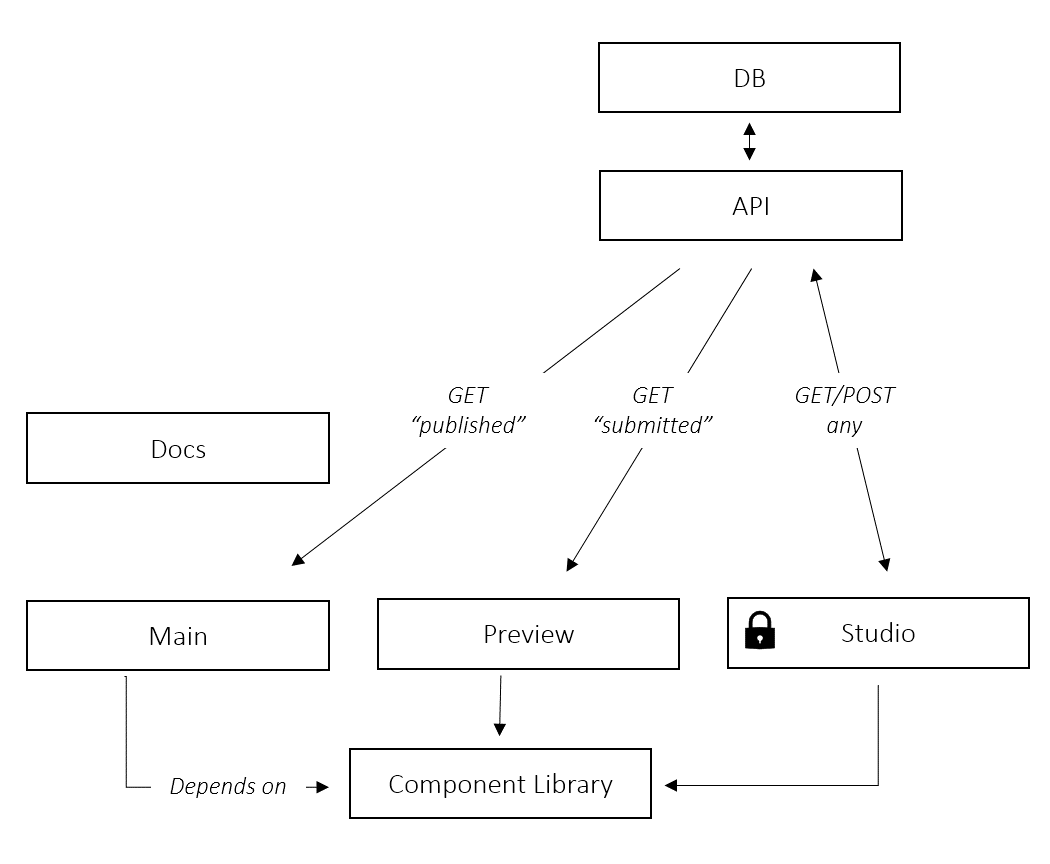 DB
API
GET
“published”
GET
“submitted”
GET/POST
any
Docs
Main
Preview
Studio
Depends on
Component Library